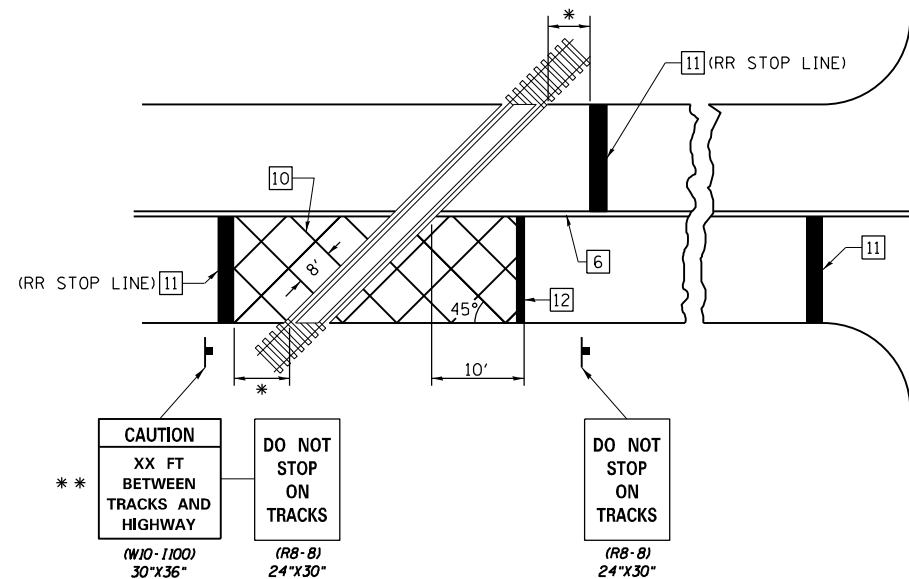 *
11 (RR STOP LINE)
10
8'
(RR STOP LINE) 11
6
11
45°
12
*
10'
* *
CAUTION
XX FT
BETWEEN
TRACKS AND
HIGHWAY
(W10-I100)
30"X36"
DO NOT
STOP
ON
TRACKS
(R8-8)
24"X30"
DO NOT
STOP
ON
TRACKS
(R8-8)
24"X30"